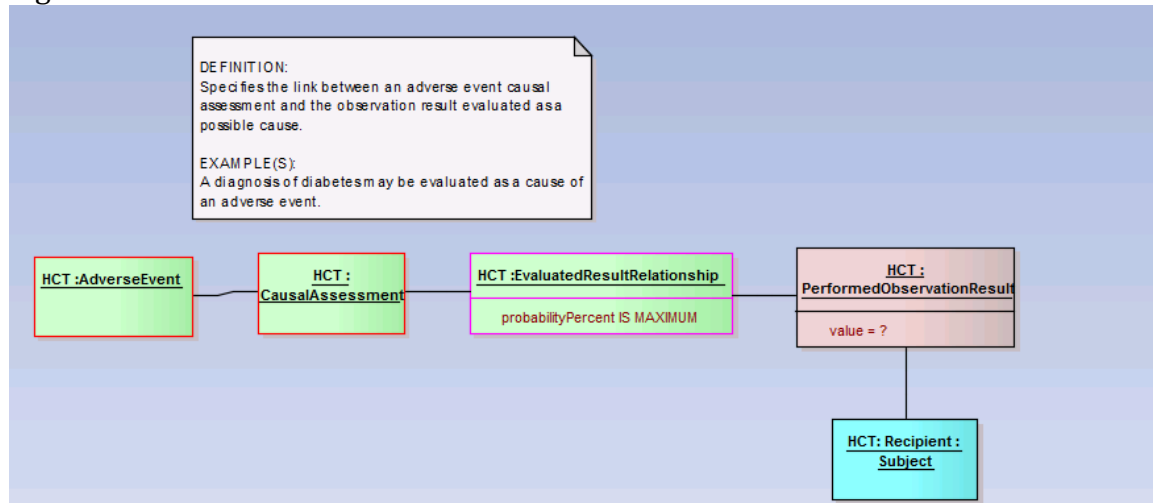 DEFINITION:
Specifies the link between an adverse event causal
assessment and the observation result evaluated as a
possible cause.
EXAMPLE(S):
A diagnosis of diabetes may be evaluated as a cause of
an adverse event.
HCT :AdverseEvent
HCT :
CausalAssessment
HCT :EvaluatedResultRelationship
probabilityPercent IS MAXIMUM
HCT :
PerformedObservationResult
value = ?
HCT: Recipient :
Subject